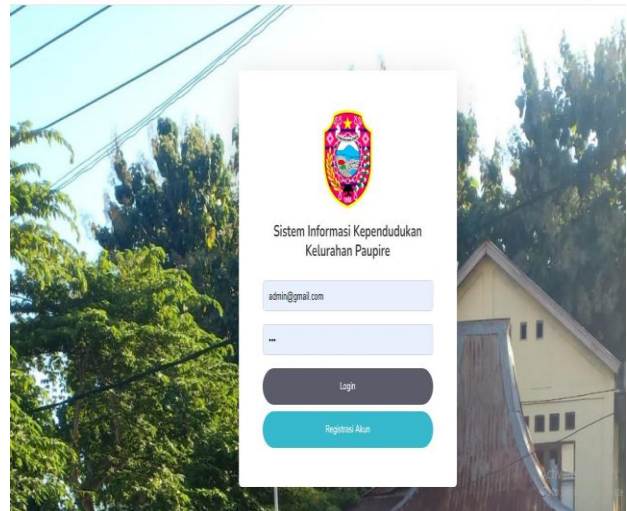 Sistem Informasi Kependudukan
Kelurahan Paupire
admin@gmail.com
•••
Login
Registrasi Akun